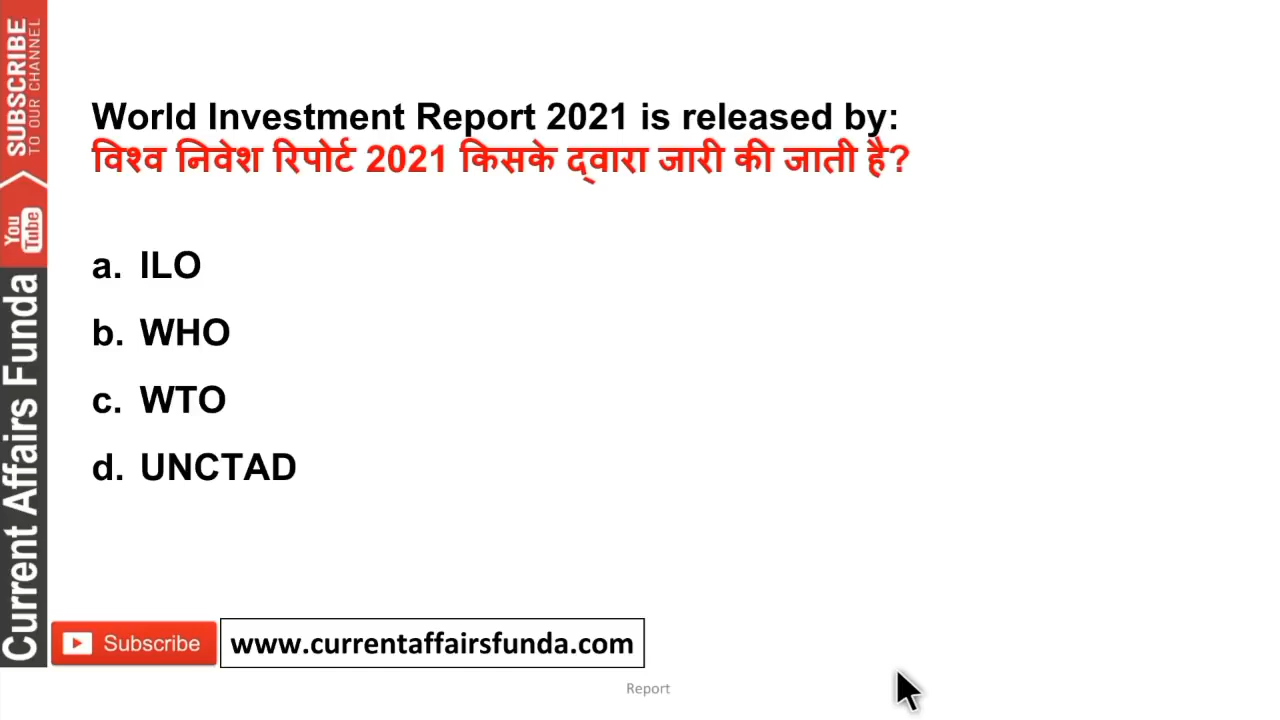 World Investment Report 2021 is released by:
विश्व निवेश रिपोर्ट 2021 किसके द्वारा जारी की जाती है?
a. ILO
b. WHO
c. WTO
d. UNCTAD
SUBSCRIBE
TO OUR CHANNEL
You
Tube
Current Affairs Funda
Subscribe
www.currentaffairsfunda.com
Report